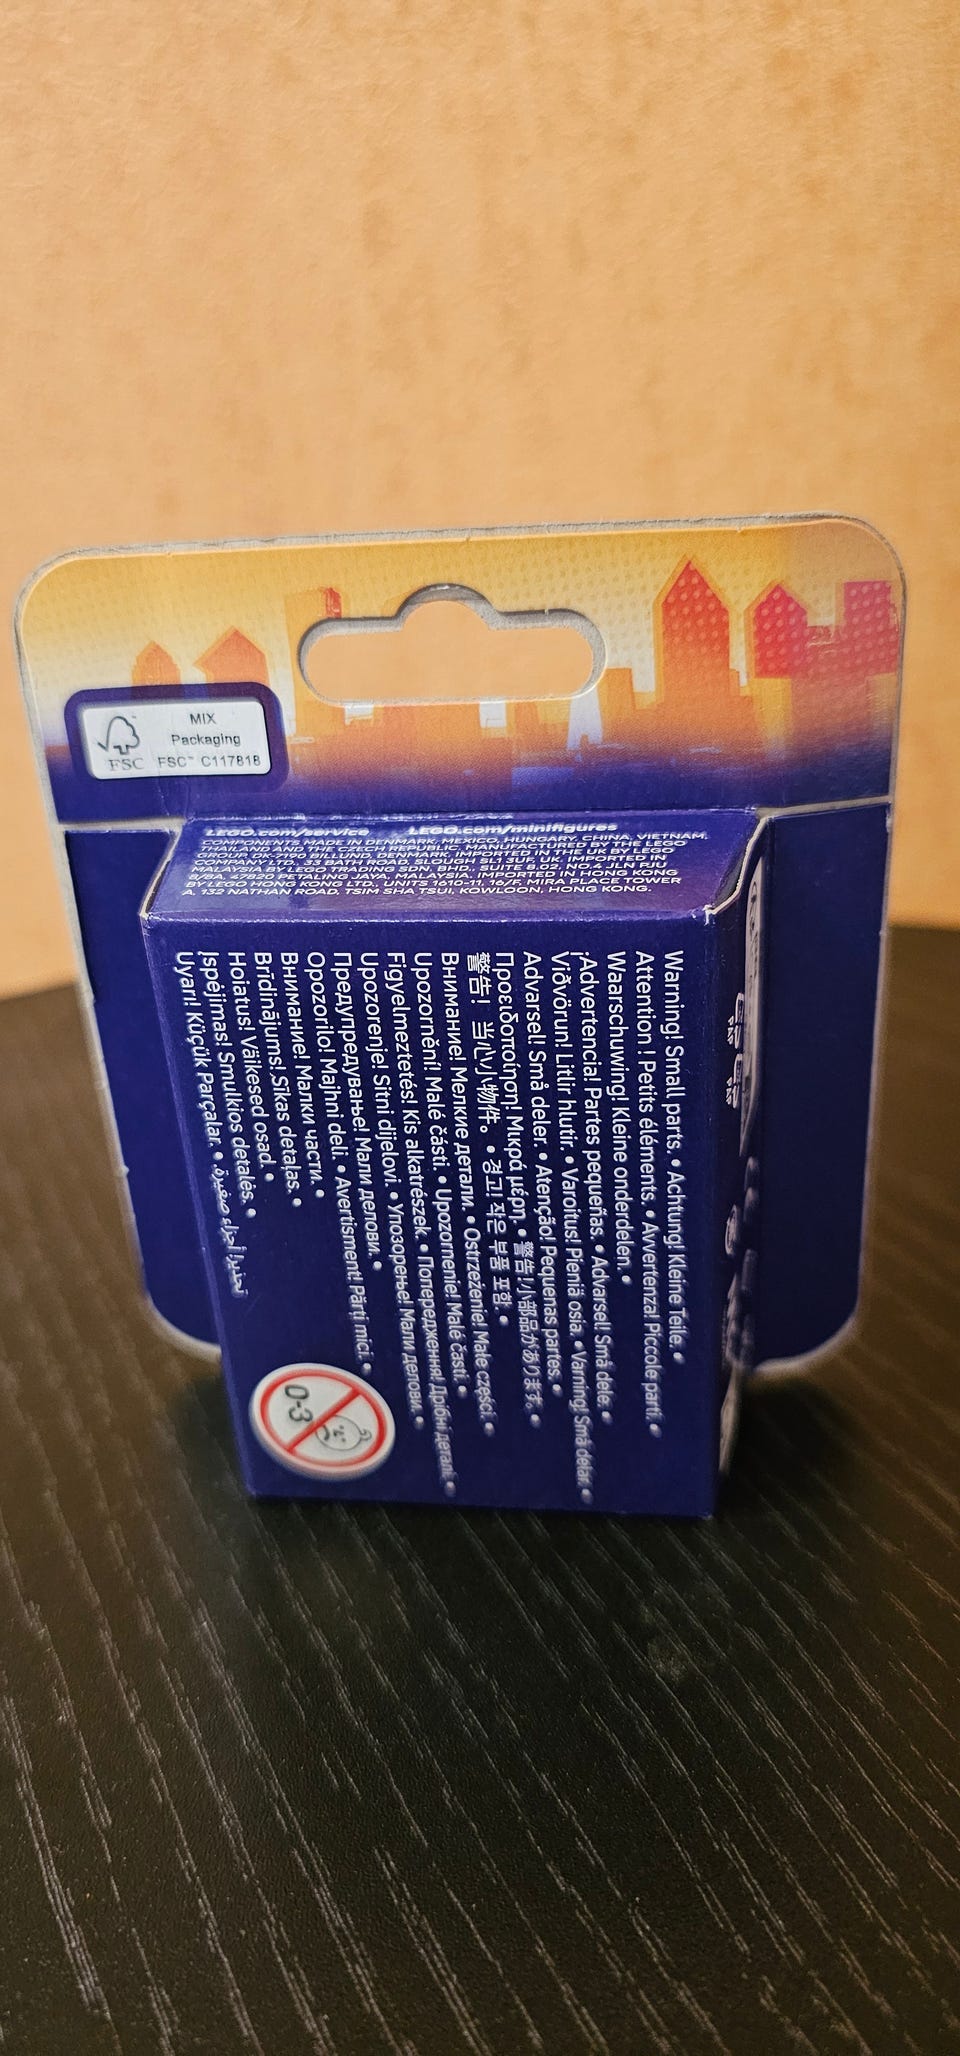 MIX
Packaging
FSC™ C117818
FSC
LEGO.com/service LEGO.com/minifigures
COMPONENTS MADE IN DENMARK, MEXICO, HUNGARY, CHINA, VIETNAM,
THAILAND AND THE CZECH REPUBLIC. MANUFACTURED BY THE LEGO
GROUP, DK-7190 BILLUND, DENMARK. IMPORTED IN THE UK BY LEGO
COMPANY LTD., 33 BATH ROAD, SLOUGH SL1 3UF, UK. IMPORTED IN
MALAYSIA BY LEGO TRADING SDN. BHD., SUITE 8.02, NO.4 JLN PJU
8/8A, 47820 PETALING JAYA, MALAYSIA. IMPORTED IN HONG KONG
BY LEGO HONG KONG LTD., UNITS 1610-11, 16/F, MIRA PLACE TOWER
A, 132 NATHAN ROAD, TSIM SHA TSUI, KOWLOON, HONG KONG.
Warning! Small parts. • Achtung! Kleine Teile. •
Attention ! Petits éléments. • Avvertenza! Piccole parti. •
Waarschuwing! Kleine onderdelen. •
¡Advertencia! Partes pequeñas. • Advarsel! Små dele. •
Viðvörun! Litlir hlutir. • Varoitus! Pieniä osia. • Varning! Små delar. •
Advarsel! Små deler. • Atenção! Pequenas partes. •
Προειδοποίηση! Μικρά μέρη. • 警告!小部品があります。 •
警告! 当心小物件。 • 경고! 작은 부품 포함. •
Внимание! Мелкие детали. • Ostrzeżenie! Małe części. •
Upozornění! Malé části. • Upozornenie! Malé časti. •
Figyelmeztetés! Kis alkatrészek. • Попередження! Дрібні деталі. •
Upozorenje! Sitni dijelovi. • Упозорење! Мали делови. •
Предупредување! Мали делови. •
Opozorilo! Majhni deli. • Avertisment! Părți mici. •
Внимание! Малки части. •
Brīdinājums! Sīkas detaļas. •
Hoiatus! Väikesed osad. •
Įspėjimas! Smulkios detalės. •
Uyarı! Küçük Parçalar. • تحذير! أجزاء صغيرة
0-3